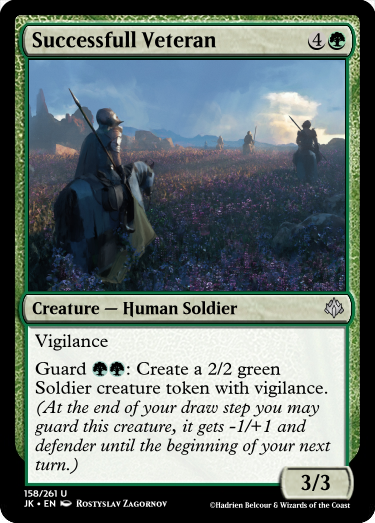 Successfull Veteran 4
Creature — Human Soldier
Vigilance
Guard : Create a 2/2 green
Soldier creature token with vigilance.
(At the end of your draw step you may
guard this creature, it gets -1/+1 and
defender until the beginning of your next
turn.)
3/3
158/261 U
JK • EN Rostyslav Zagornov
©Hadrien Belcour & Wizards of the Coast